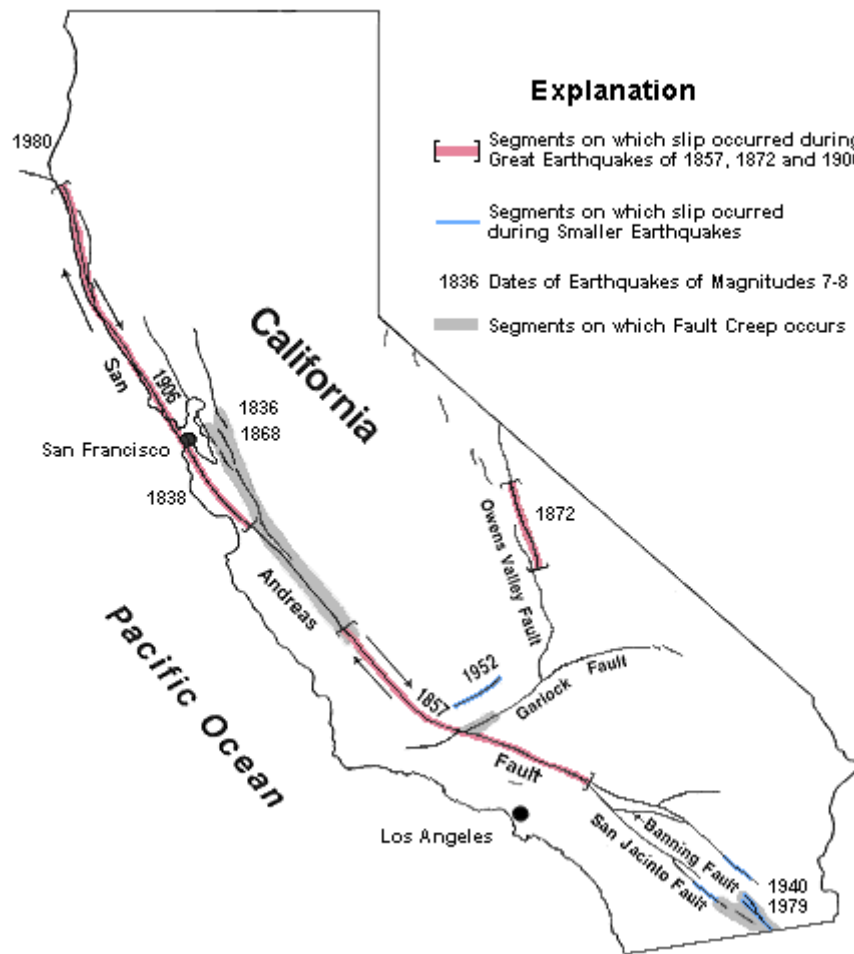 Explanation
Segments on which slip occurred during
Great Earthquakes of 1857, 1872 and
Segments on which slip ocurred
during Smaller Earthquakes
1836 Dates of Earthquakes of Magnitudes 7-8
Segments on which Fault Creep occurs
1980
California
San
1906
1836
1868
San Francisco
1838
Andreas
Pacific Ocean
1872
Owens Valley Fault
1952
1857
Garlock Fault
Fault
Los Angeles
Banning Fault
San Jacinto Fault
1940
1979